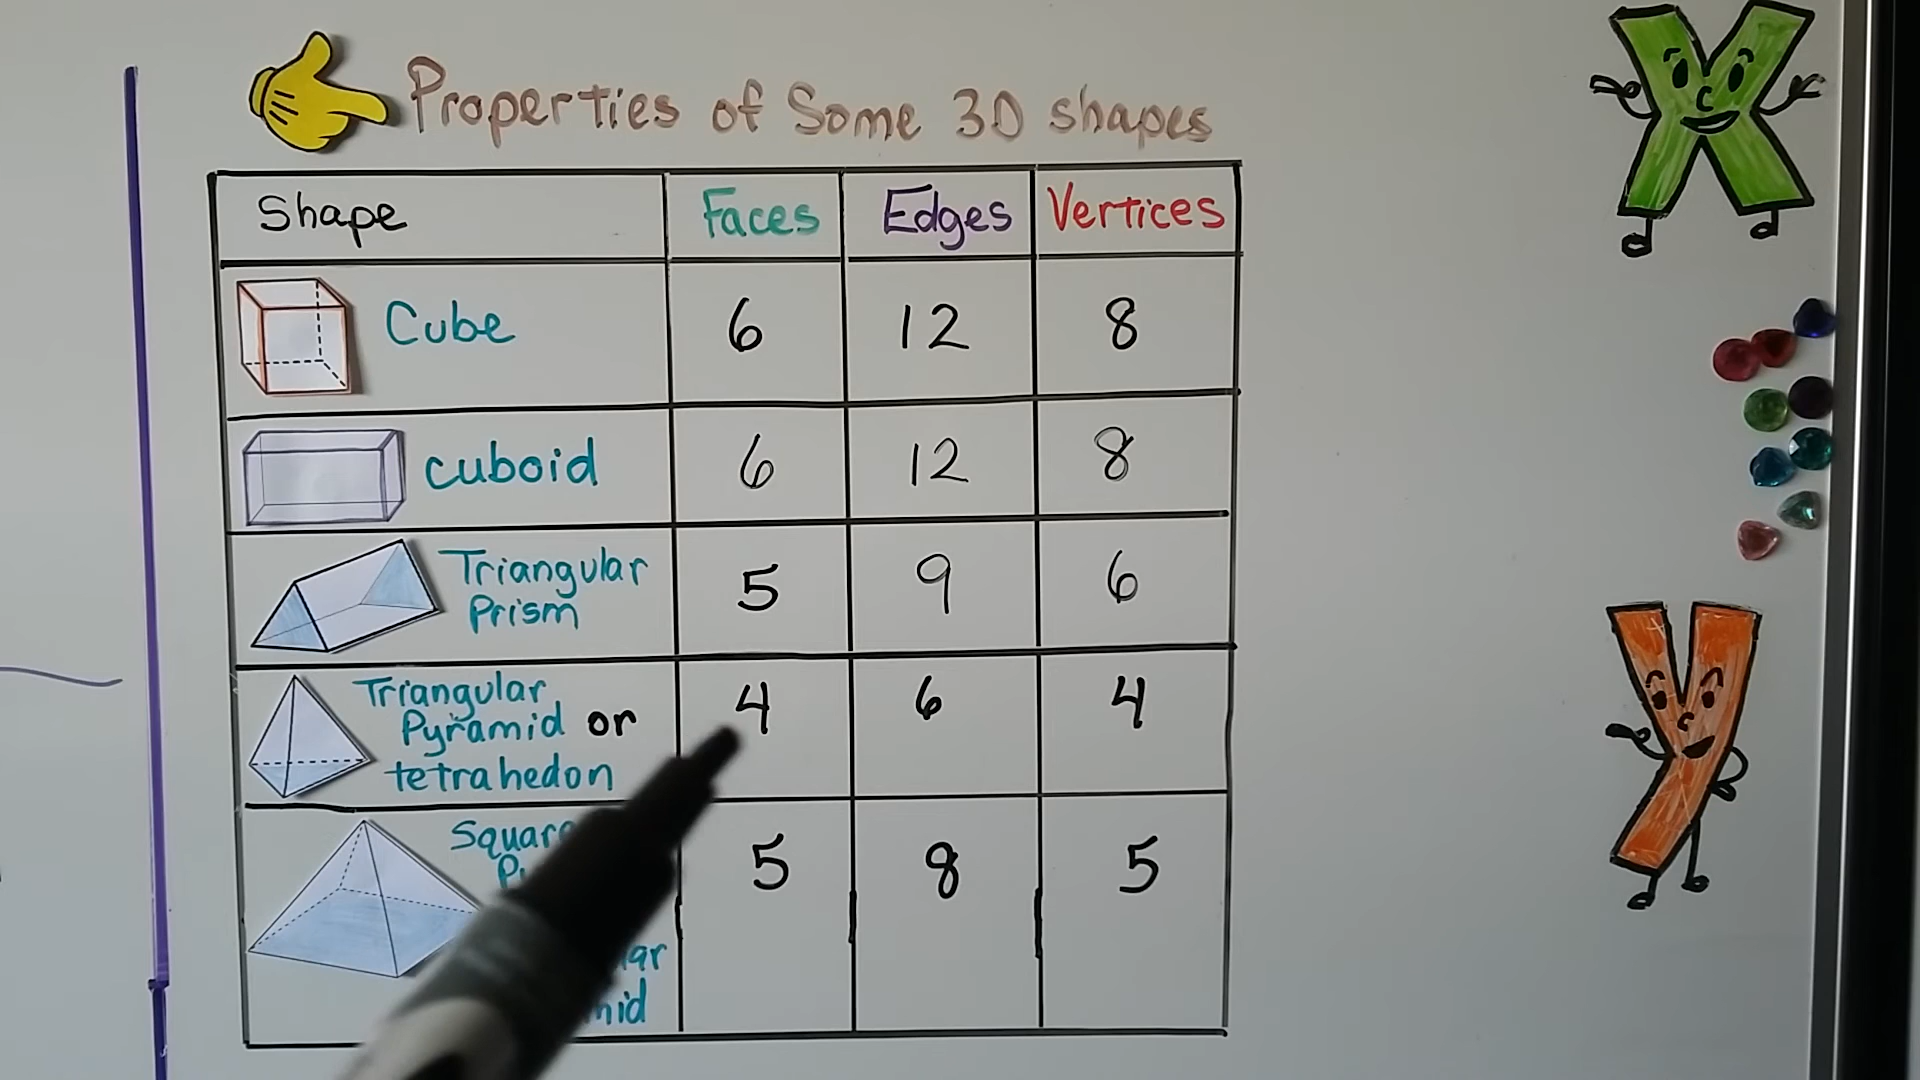 Properties of Some 3D shapes
Shape Faces Edges Vertices
Cube 6 12 8
cuboid 6 12 8
Triangular
Prism 5 9 6
Triangular
Pyramid or 4 6 4
tetrahedon
Square 5 8 5